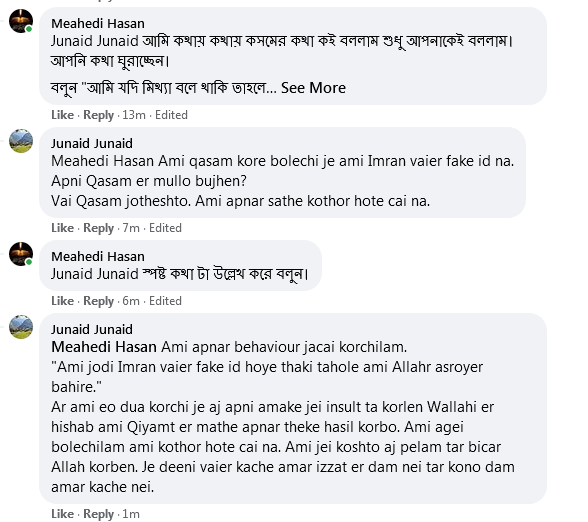 Meahedi Hasan
Junaid Junaid আমি কথায় কথায় কসমের কথা কই বললাম শুধু আপনাকেই বললাম।
আপনি কথা ঘুরাচ্ছেন।
বলুন "আমি যদি মিথ্যা বলে থাকি তাহলে... See More
Like · Reply · 13m · Edited
Junaid Junaid
Meahedi Hasan Ami qasam kore bolechi je ami Imran vaier fake id na.
Apni Qasam er mullo bujhen?
Vai Qasam jotheshto. Ami apnar sathe kothor hote cai na.
Like · Reply · 7m · Edited
Meahedi Hasan
Junaid Junaid স্পষ্ট কথা টা উল্লেখ করে বলুন।
Like · Reply · 6m · Edited
Junaid Junaid
Meahedi Hasan Ami apnar behaviour jacai korchilam.
"Ami jodi Imran vaier fake id hoye thaki tahole ami Allahr asroyer
bahire."
Ar ami eo dua korchi je aj apni amake jei insult ta korlen Wallahi er
hishab ami Qiyamt er mathe apnar theke hasil korbo. Ami agei
bolechilam ami kothor hote cai na. Ami jei koshto aj pelam tar bicar
Allah korben. Je deeni vaier kache amar izzat er dam nei tar kono dam
amar kache nei.
Like · Reply · 1m